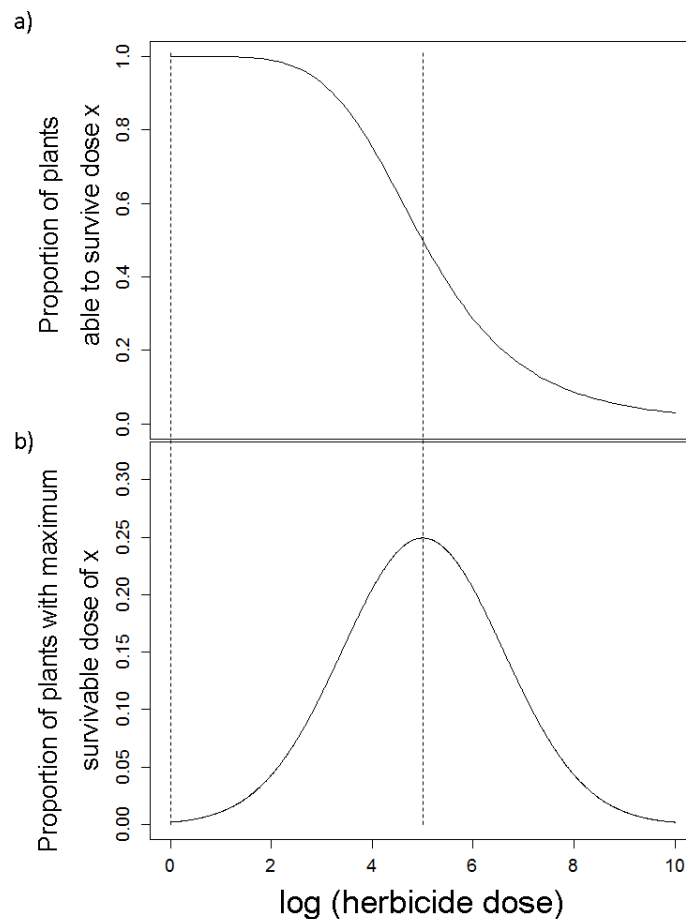 a)
Proportion of plants
able to survive dose x
1.0
0.8
0.6
0.4
0.2
0.0
b)
Proportion of plants with maximum
survivable dose of x
0.30
0.25
0.20
0.15
0.10
0.05
0.00
0 2 4 6 8 10
log (herbicide dose)